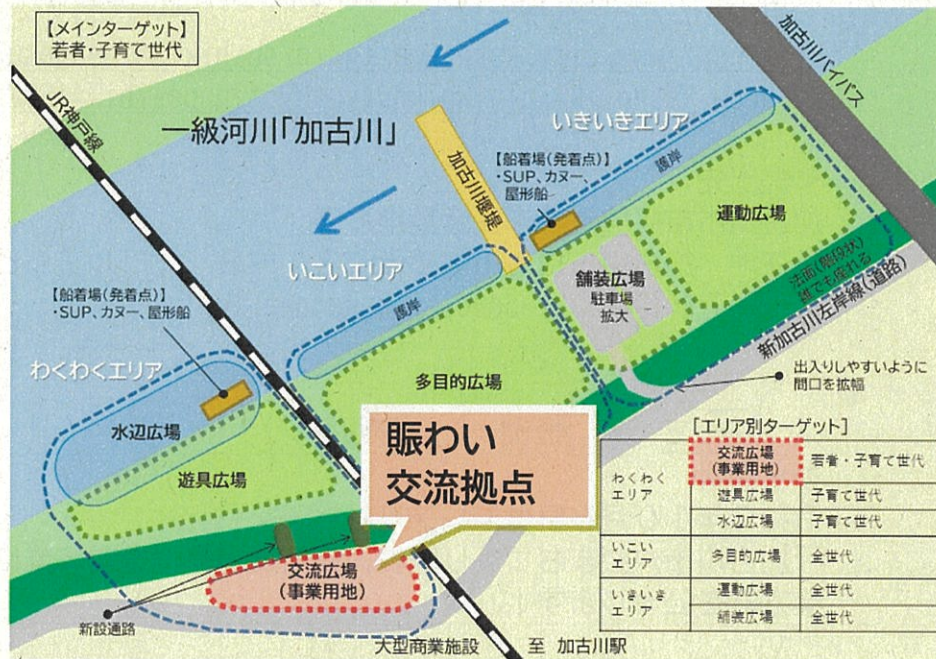 【メインターゲット】
若者・子育て世代
JR神戸線
一級河川「加古川」
加古川バイパス
いきいきエリア
【船着場(発着点)】
・SUP、カヌー、
屋形船
加古川堰堤
護岸
運動広場
舗装広場
駐車場
拡大
法面(階段状)
誰でも座れる
新加古川左岸線(道路)
いこいエリア
【船着場(発着点)】
・SUP、カヌー、屋形船
護岸
多目的広場
出入りしやすいように
間口を拡幅
わくわくエリア
水辺広場
遊具広場
賑わい
交流拠点
交流広場
(事業用地)
新設通路
大型商業施設
至 加古川駅
[エリア別ターゲット]
わくわく
エリア
交流広場
(事業用地)
若者・子育て世代
遊具広場
子育て世代
水辺広場
子育て世代
いこい
エリア
多目的広場
全世代
いきいき
エリア
運動広場
全世代
舗装広場
全世代